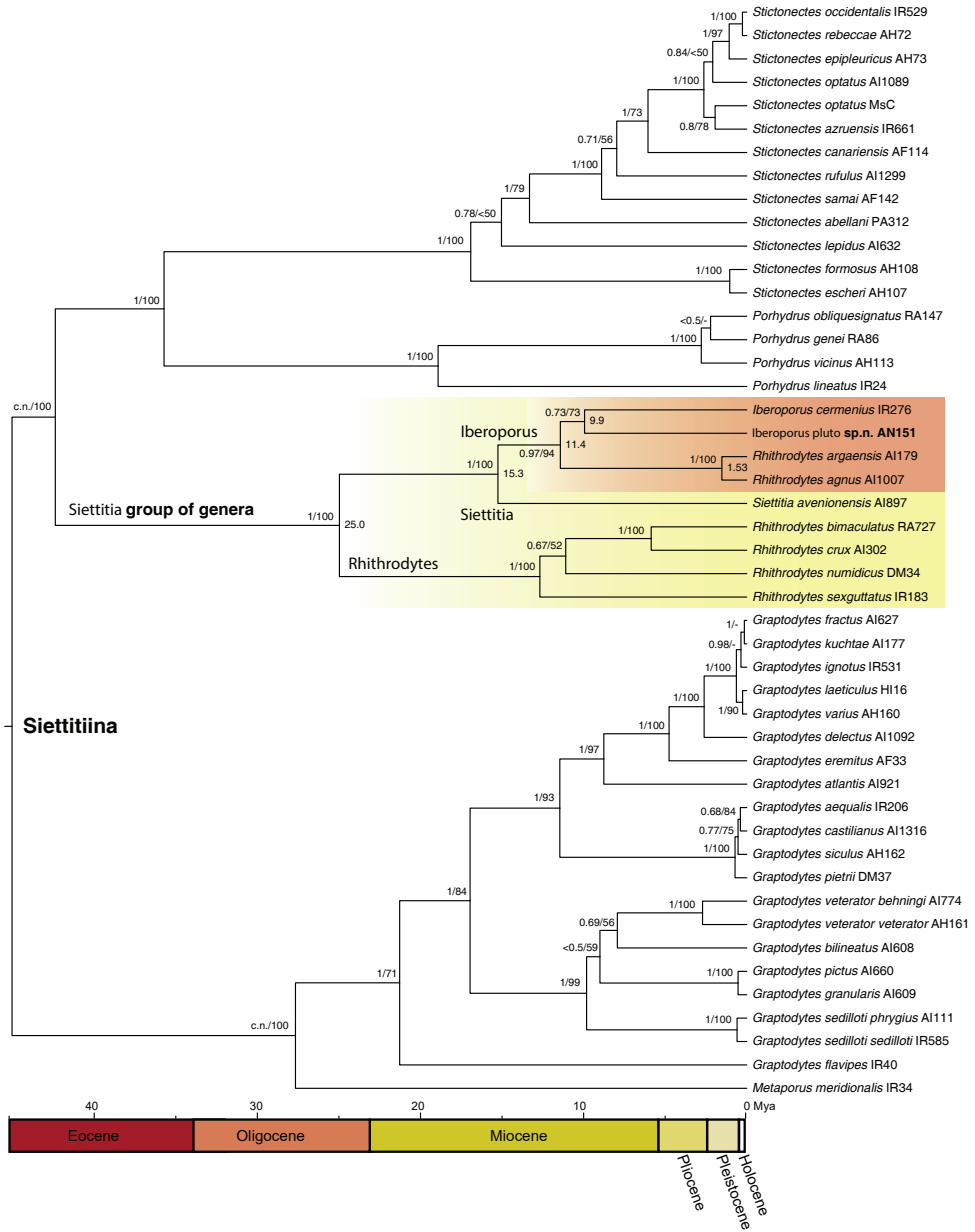 Stictonectes occidentalis IR529
1/100
Stictonectes rebeccae AH72
1/97
Stictonectes epipleuricus AH73
0.84/<50
Stictonectes optatus AI1089
1/100
Stictonectes optatus MsC
1/73
0.8/78
Stictonectes azruensis IR661
0.71/56
Stictonectes canariensis AF114
1/100
Stictonectes rufulus AI1299
1/79
Stictonectes samai AF142
0.78/<50
Stictonectes abellani PA312
1/100
Stictonectes lepidus AI632
1/100
Stictonectes formosus AH108
Stictonectes escheri AH107
1/100
Porhydrus obliquesignatus RA147
<0.5/-
Porhydrus genei RA86
1/100
Porhydrus vicinus AH113
Porhydrus lineatus IR24
c.n./100
0.73/73
Iberoporus cermenius IR276
9.9
Iberoporus
Iberoporus pluto sp.n. AN151
0.97/94
11.4
Rhithrodytes argaensis AI179
1/100
1.53
1/100
15.3
Rhithrodytes agnus AI1007
Siettitia avenionensis AI897
Siettitia
Siettitia group of genera
1/100
25.0
Rhithrodytes bimaculatus RA727
1/100
Rhithrodytes crux AI302
0.67/52
Rhithrodytes
1/100
Rhithrodytes numidicus DM34
Rhithrodytes sexguttatus IR183
Graptodytes fractus AI627
1/-
Graptodytes kuchtae AI177
0.98/-
Graptodytes ignotus IR531
1/100
Graptodytes laeticulus HI16
1/90
Graptodytes varius AH160
1/100
Siettitiina
Graptodytes delectus AI1092
1/100
Graptodytes eremitus AF33
1/97
Graptodytes atlantis AI921
1/93
Graptodytes aequalis IR206
0.68/84
Graptodytes castilianus AI1316
0.77/75
Graptodytes siculus AH162
1/100
Graptodytes pietrii DM37
1/84
Graptodytes veterator behningi AI774
1/100
Graptodytes veterator veterator AH161
0.69/56
Graptodytes bilineatus AI608
<0.5/59
Graptodytes pictus AI660
1/100
1/71
1/99
Graptodytes granularis AI609
Graptodytes sedilloti phrygius AI111
1/100
c.n./100
Graptodytes sedilloti sedilloti IR585
Graptodytes flavipes IR40
Metaporus meridionalis IR34
40 30 20 10 0 Mya
Eocene Oligocene Miocene
Pliocene
Pleistocene
Holocene